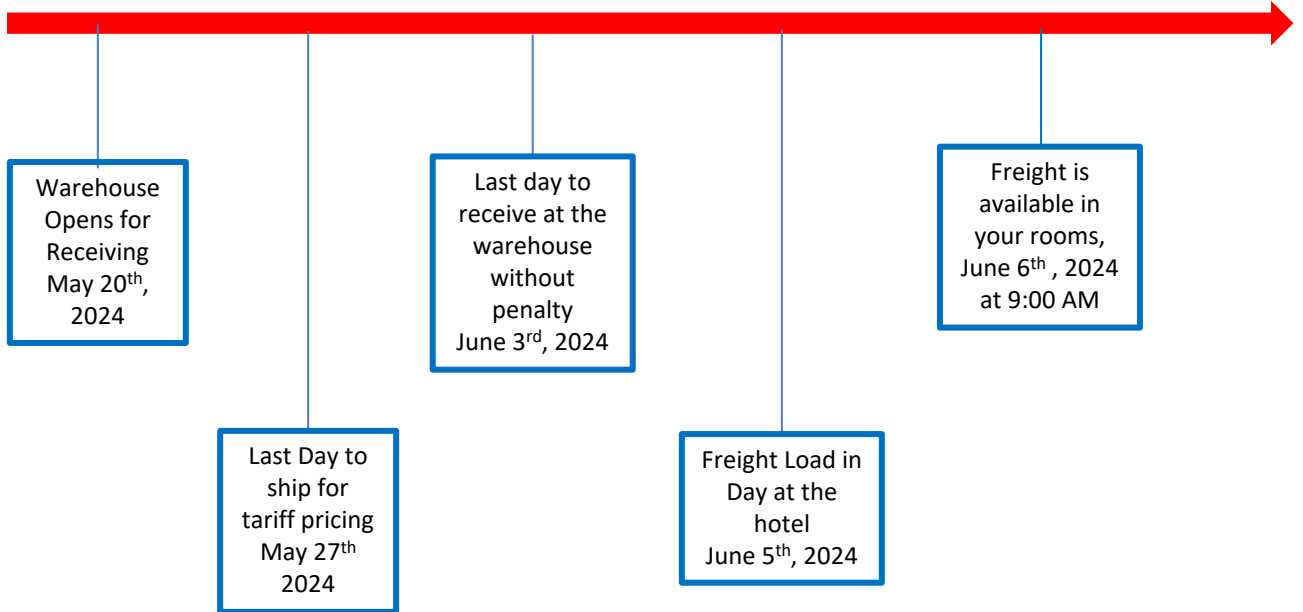 Warehouse
Opens for
Receiving
May 20th,
2024
Last Day to
ship for
tariff pricing
May 27th
2024
Last day to
receive at the
warehouse
without
penalty
June 3rd, 2024
Freight Load in
Day at the
hotel
June 5th, 2024
Freight is
available in
your rooms,
June 6th , 2024
at 9:00 AM